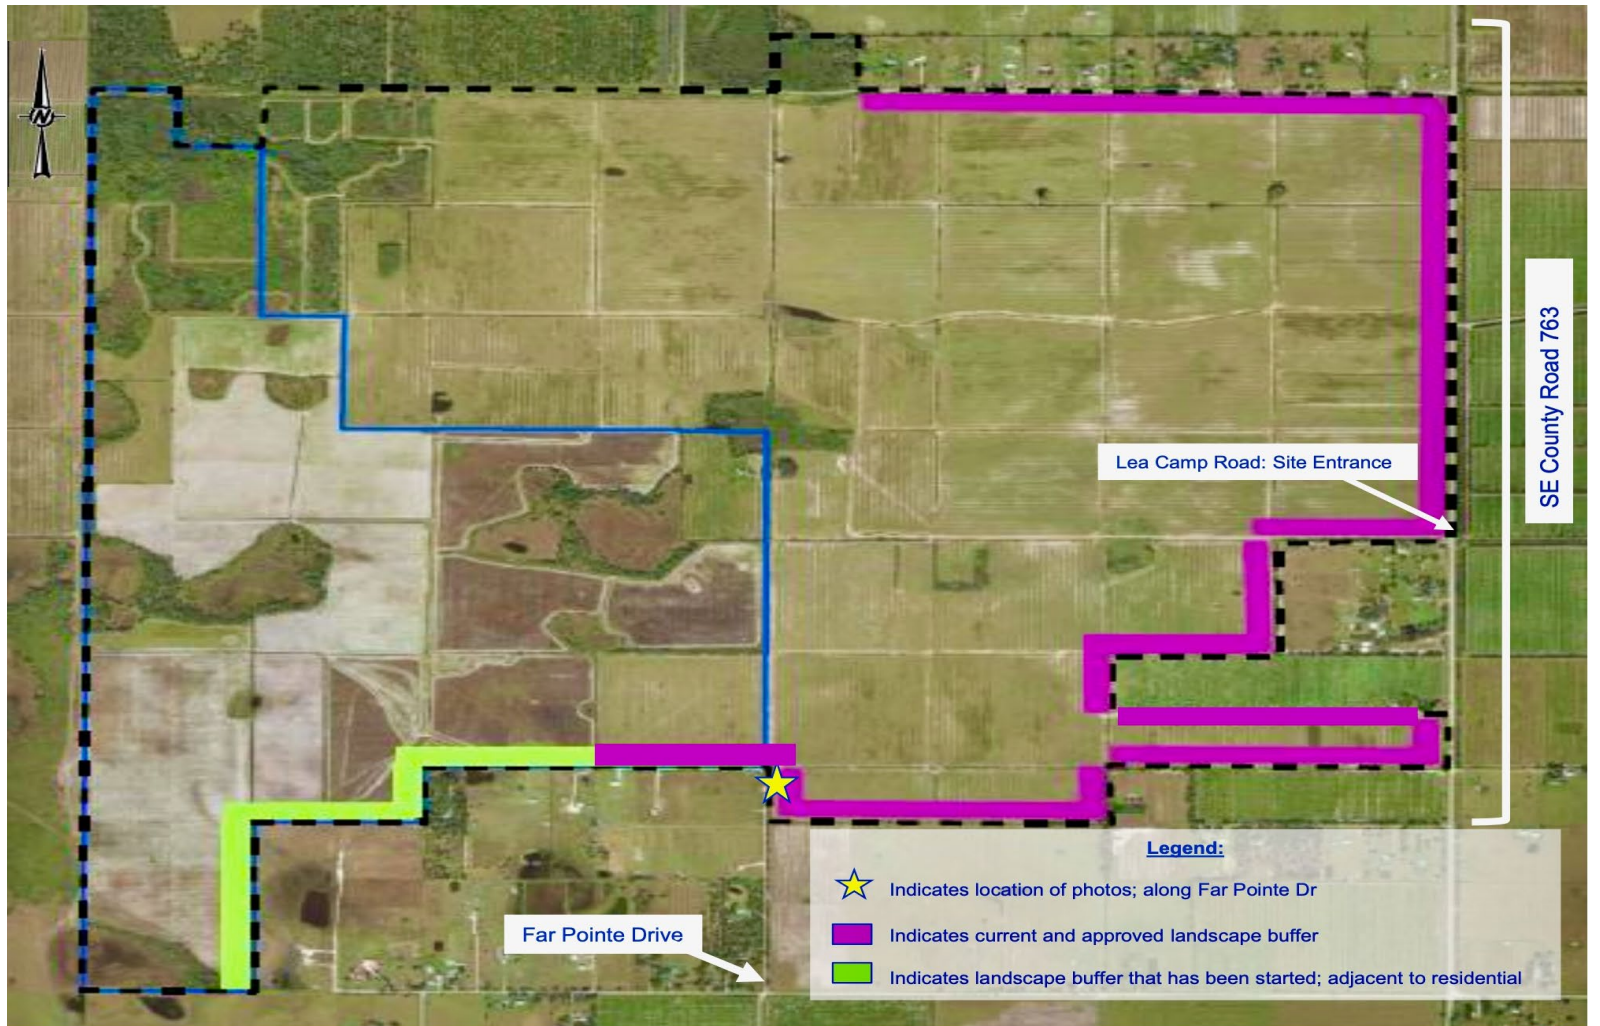 N
SE County Road 763
Lea Camp Road: Site Entrance
Far Pointe Drive
Legend:
Indicates location of photos; along Far Pointe Dr
Indicates current and approved landscape buffer
Indicates landscape buffer that has been started; adjacent to residential